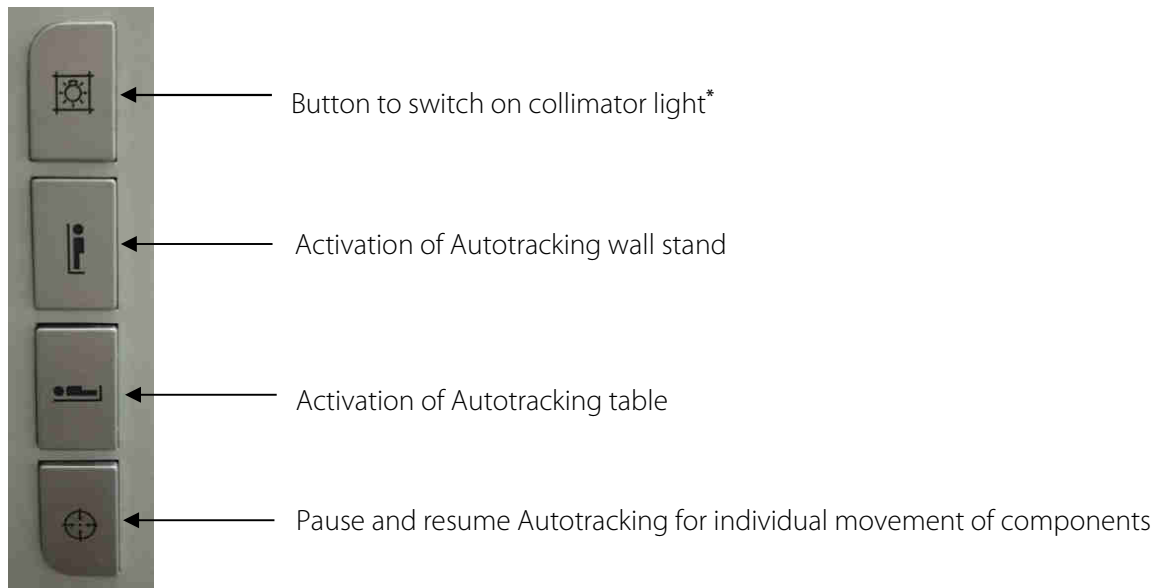 Button to switch on collimator light*
Activation of Autotracking wall stand
Activation of Autotracking table
Pause and resume Autotracking for individual movement of components